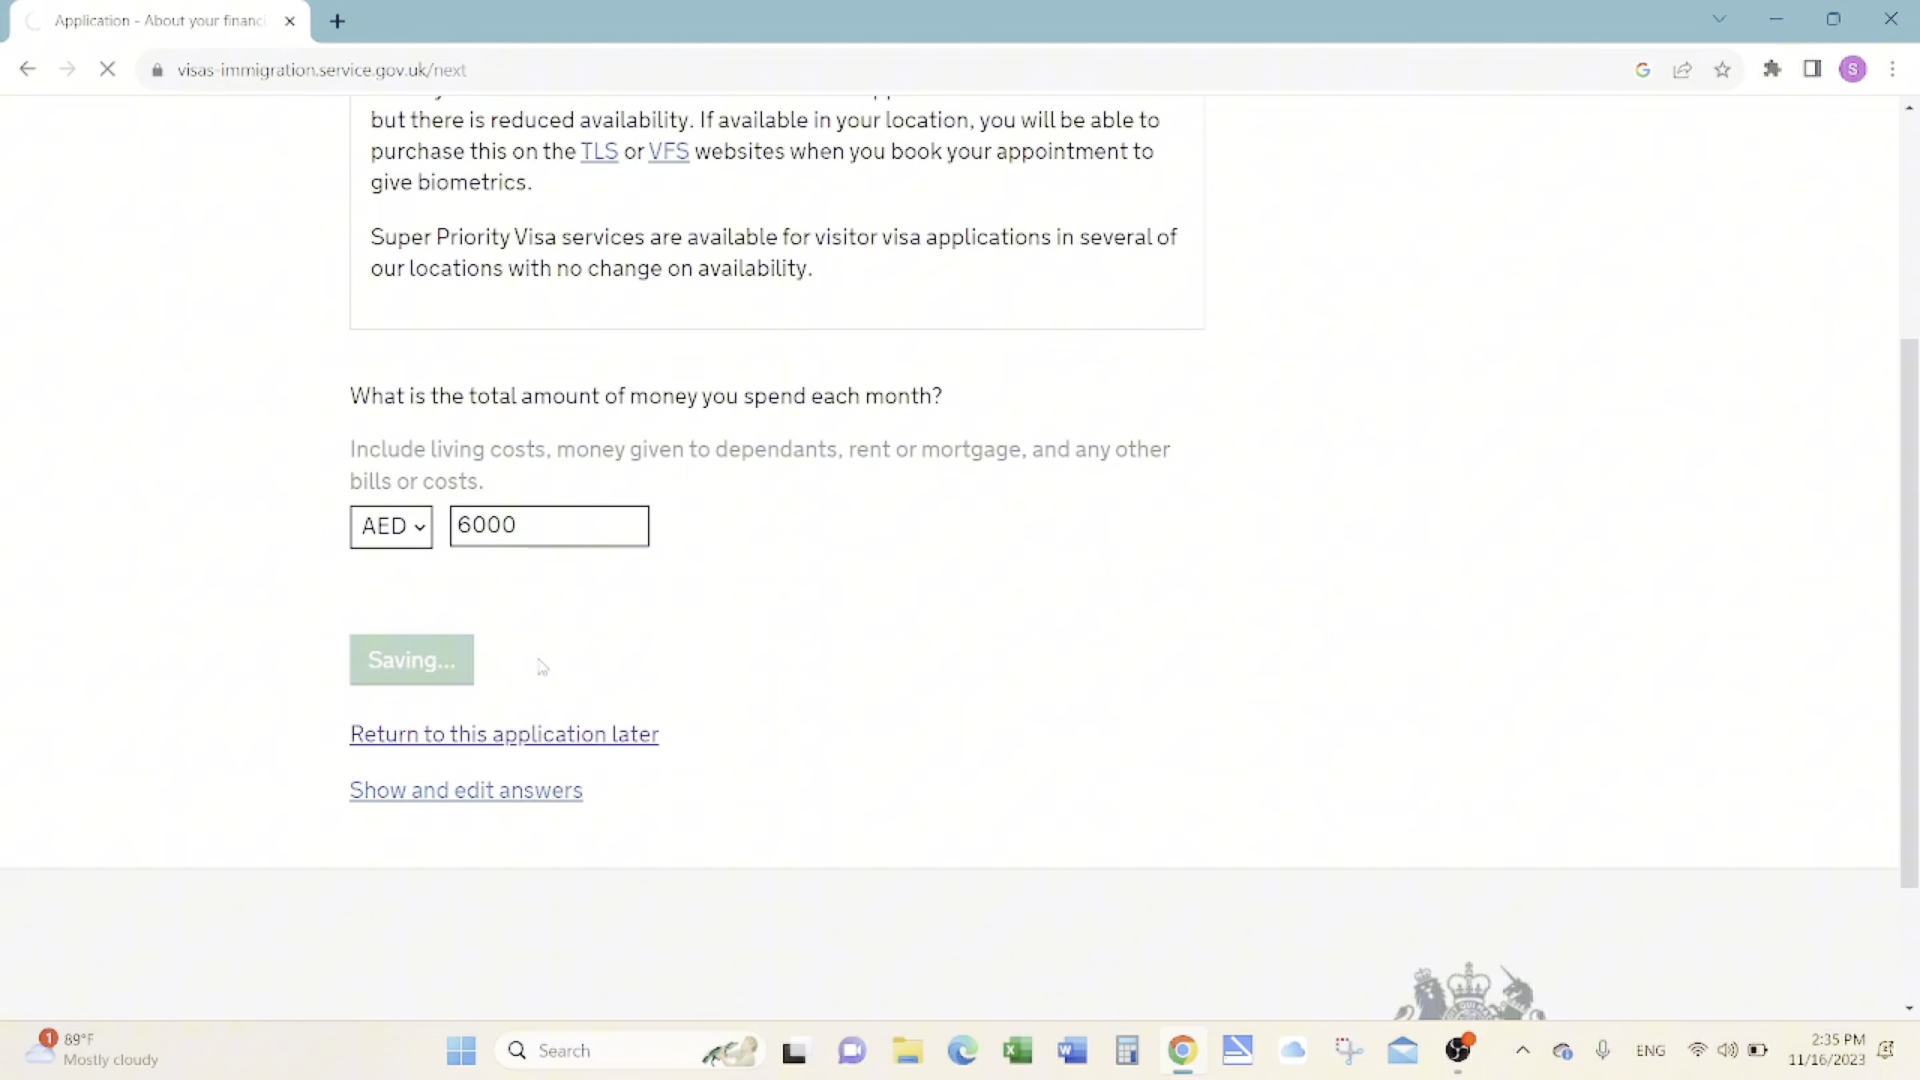 Application - About your financi
visas-immigration.service.gov.uk/next
S
but there is reduced availability. If available in your location, you will be able to
purchase this on the TLS or VFS websites when you book your appointment to
give biometrics.
Super Priority Visa services are available for visitor visa applications in several of
our locations with no change on availability.
What is the total amount of money you spend each month?
Include living costs, money given to dependants, rent or mortgage, and any other
bills or costs.
AED 6000
Saving...
Return to this application later
Show and edit answers
1
89°F
Mostly cloudy
Search
ENG
2:35 PM
11/16/2023